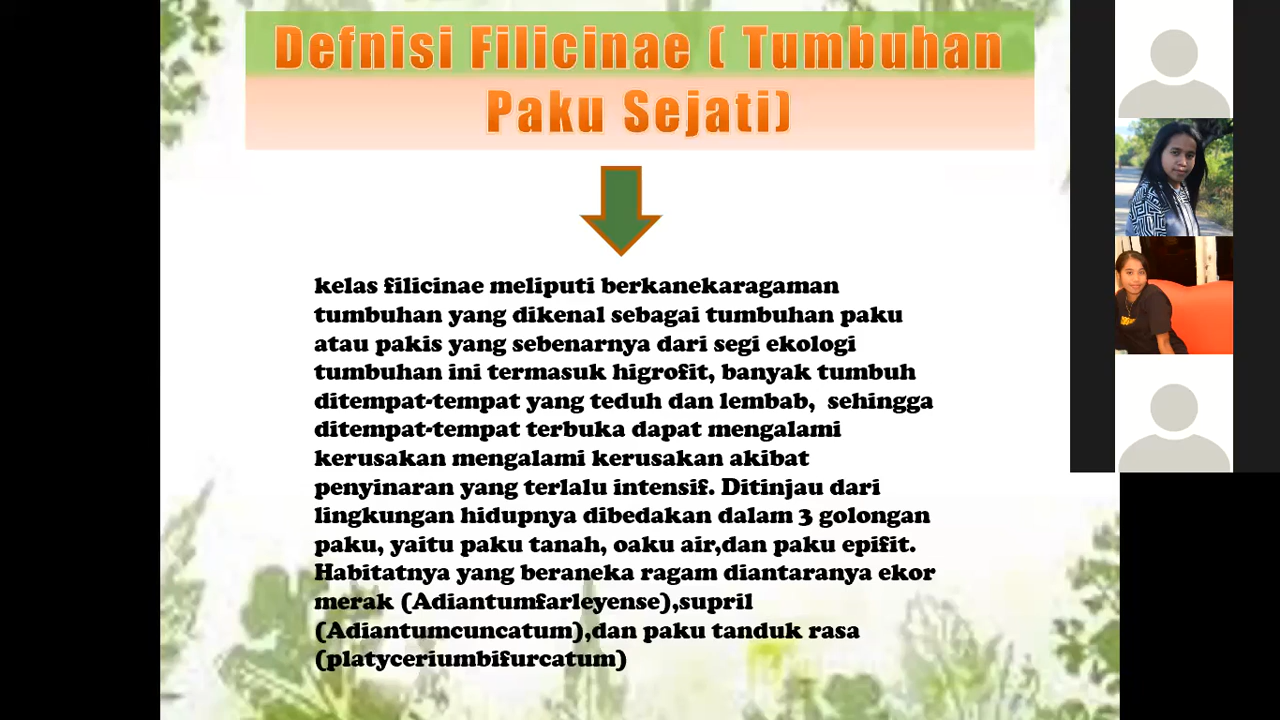 Defnisi Filicinae ( Tumbuhan
Paku Sejati)
kelas filicinae meliputi berkanekaragaman
tumbuhan yang dikenal sebagai tumbuhan paku
atau pakis yang sebenarnya dari segi ekologi
tumbuhan ini termasuk higrofit, banyak tumbuh
ditempat-tempat yang teduh dan lembab, sehingga
ditempat-tempat terbuka dapat mengalami
kerusakan mengalami kerusakan akibat
penyinaran yang terlalu intensif. Ditinjau dari
lingkungan hidupnya dibedakan dalam 3 golongan
paku, yaitu paku tanah, oaku air,dan paku epifit.
Habitatnya yang beraneka ragam diantaranya ekor
merak (Adiantumfarleyense),supril
(Adiantumcuncatum),dan paku tanduk rasa
(platyceriumbifurcatum)